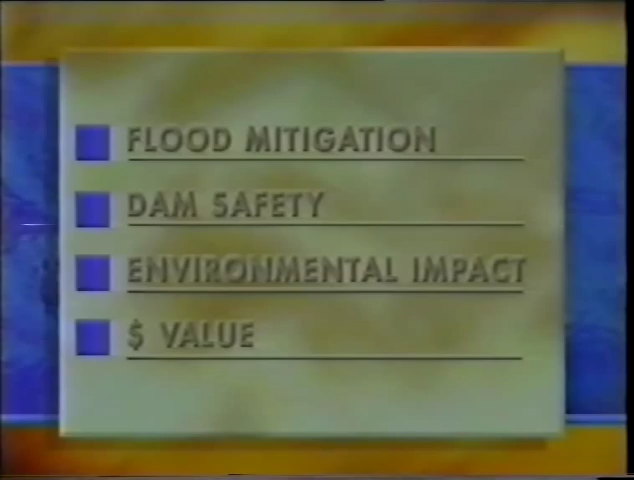 FLOOD MITIGATION
DAM SAFETY
ENVIRONMENTAL IMPACT
$ VALUE